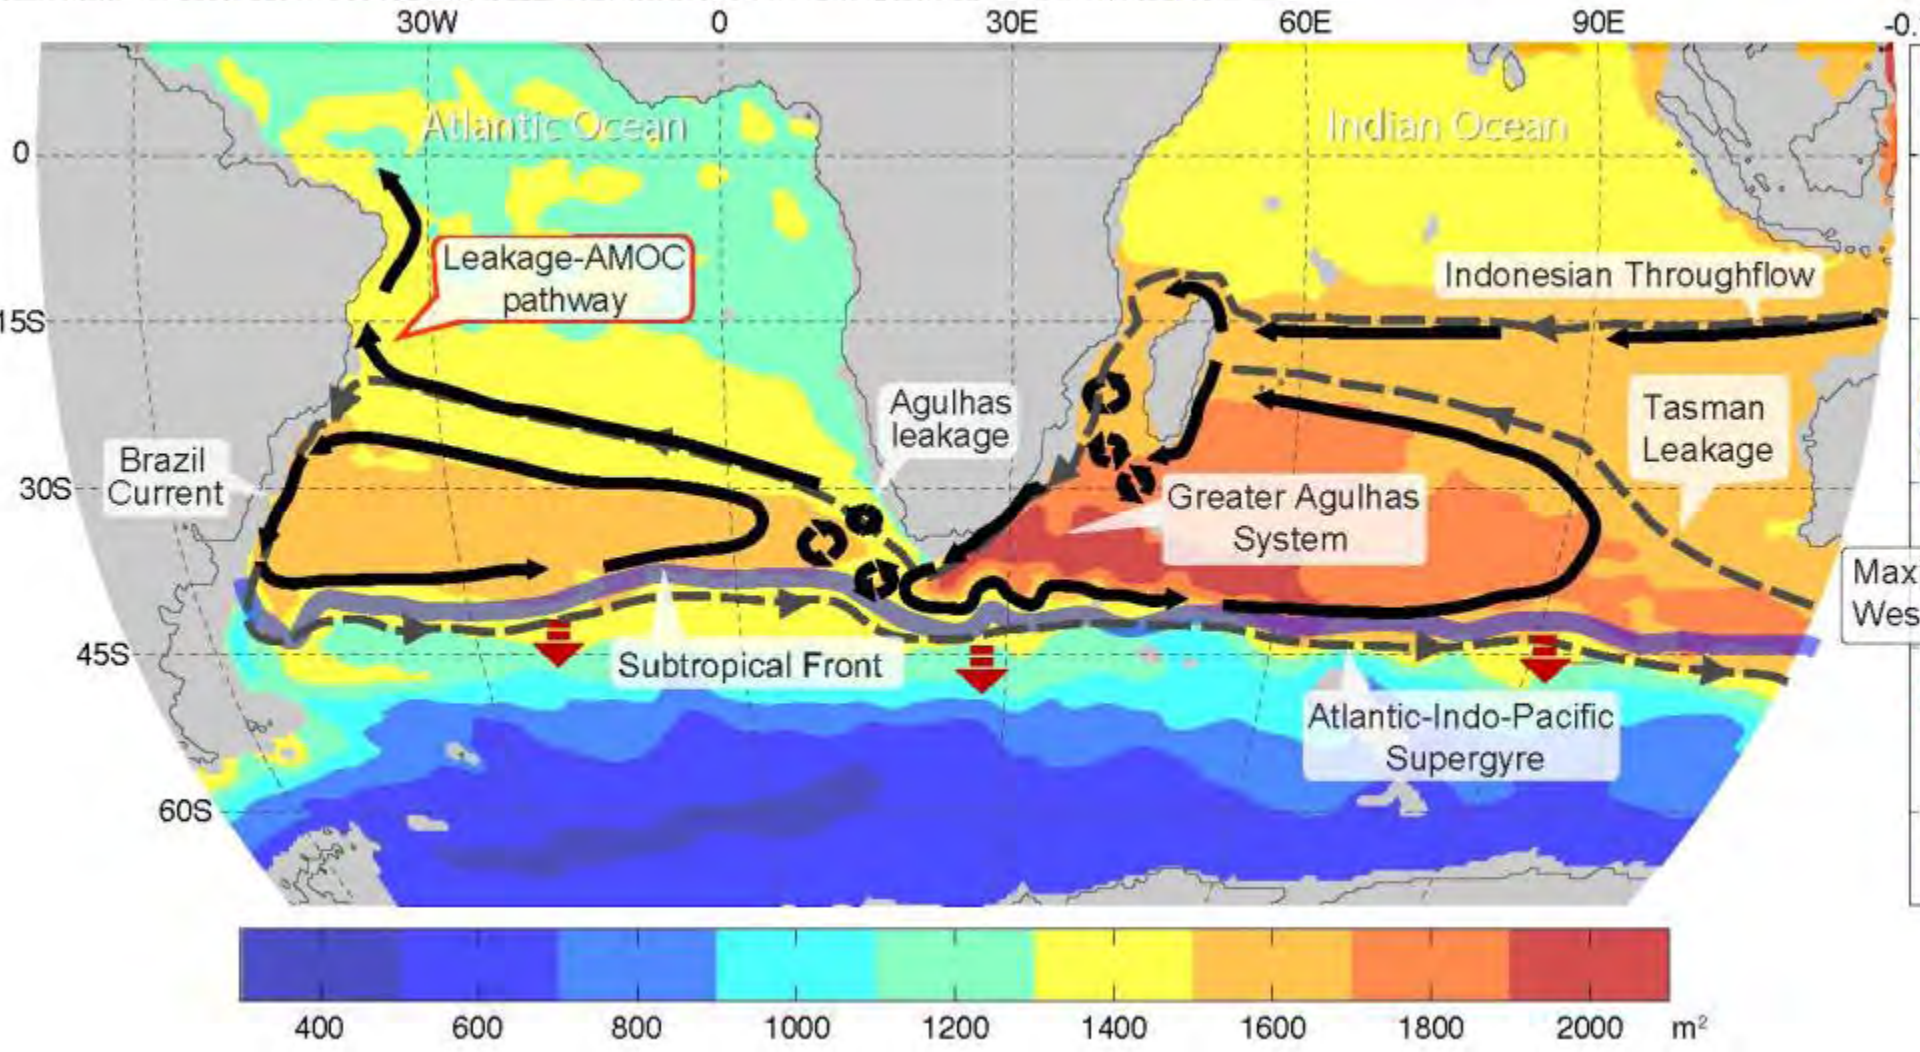 30W 0 30E 60E 90E -0.
Atlantic Ocean Indian Ocean
0
Leakage-AMOC
pathway
Indonesian Throughflow
15S
Agulhas
leakage
Tasman
Leakage
Brazil
Current
30S
Greater Agulhas
System
Max
Wes
45S
Subtropical Front
Atlantic-Indo-Pacific
Supergyre
60S
400 600 800 1000 1200 1400 1600 1800 2000 m²